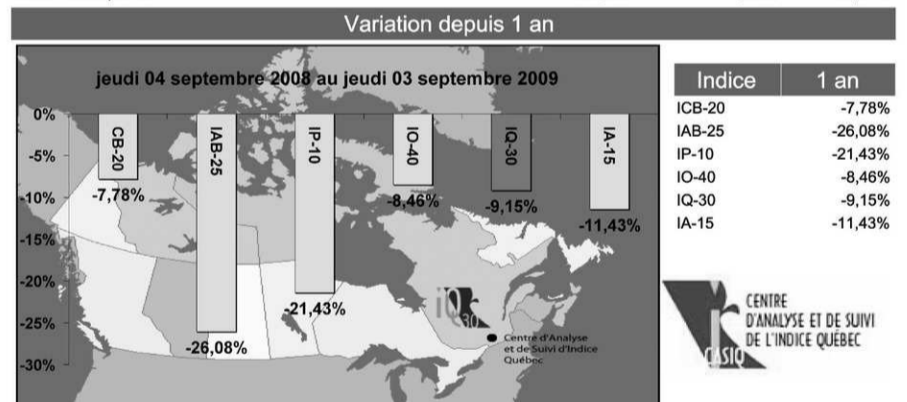 Variation depuis 1 an
jeudi 04 septembre 2008 au jeudi 03 septembre 2009
0%
-5%
-10%
-15%
-20%
-25%
-30%
CB-20
-7,78%
IAB-25
-26,08%
IP-10
-21,43%
IO-40
-8,46%
IQ-30
-9,15%
IA-15
-11,43%
iQ
30
Centre d'Analyse
et de Suivi d'Indice
Québec
Indice 1 an
ICB-20 -7,78%
IAB-25 -26,08%
IP-10 -21,43%
IO-40 -8,46%
IQ-30 -9,15%
IA-15 -11,43%
CENTRE
D'ANALYSE ET DE SUIVI
DE L'INDICE QUÉBEC
CASIQ